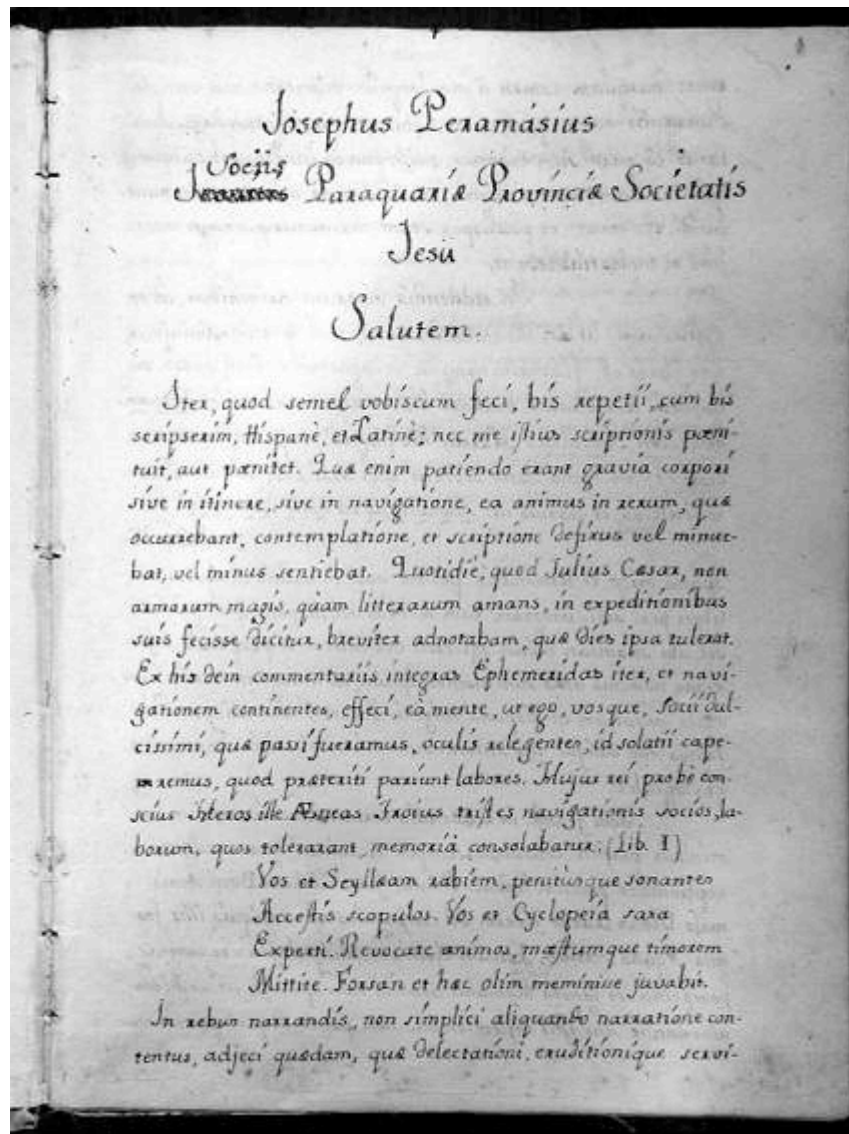 Josephus Peramásius
Socijs
Paraquariæ Provinciæ Societatis
Jesu
Salutem.
Iter, quod semel vobiscum feci, bis repetii, cum bis
scripserim, Hispanè, et Latinè; nec me istius scriptionis pœni-
tuit, aut pœnitet. Quæ enim patiendo erant gravia corpori
sive in itinere, sive in navigatione, ea animus in rerum, quæ
occurrebant, contemplatione, et scriptione defixus vel minue-
bat, vel minus sentiebat. Quotidiè, quod Julius Cæsar, non
armorum magis, quàm litterarum amans, in expeditionibus
suis fecisse dicitur, breviter adnotabam, quæ dies ipsa tulerat.
Ex his dein commentariis integras Ephemeridas iter, et navi-
gationem continentes, effeci, eâ mente, ut ego, vosque, Socii dul-
cissimi, quæ passi fueramus, oculis relegentes, id solatii cape-
remus, quod præteriti pariunt labores. Hujus rei probè con-
scius Heros ille Æneas Troius tristes navigationis socios, la-
borum, quos tolerarant, memoriâ consolabatur: (Lib. I)
Vos et Scyllæam rabiem, penitùsque sonantes
Accestis scopulos. Vos et Cyclopeia saxa
Experti. Revocate animos, mæstumque timorem
Mittite. Forsan et hæc olim meminisse juvabit.
In rebus narrandis, non simplici aliquando narratione con-
tentus, adjeci quædam, quæ delectationi, eruditionique servi-